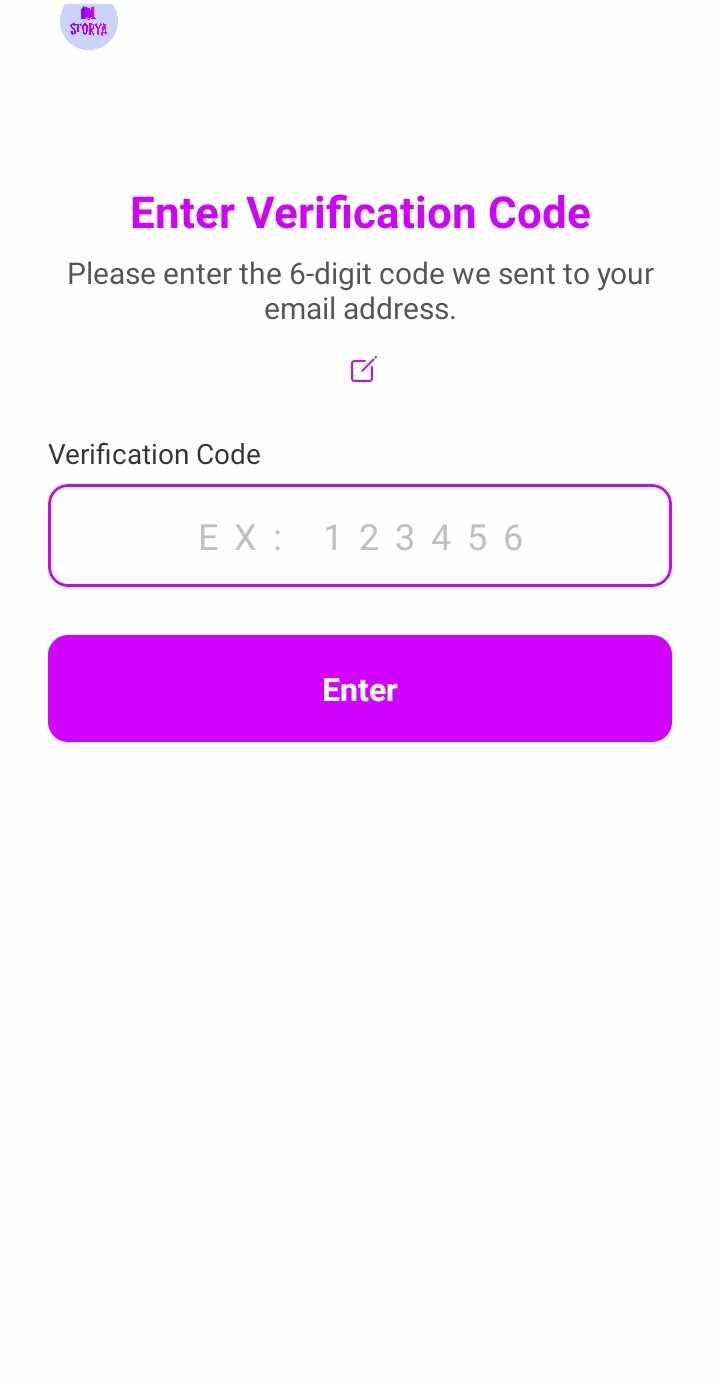 STORYA
Enter Verification Code
Please enter the 6-digit code we sent to your
email address.
Verification Code
EX: 123456
Enter